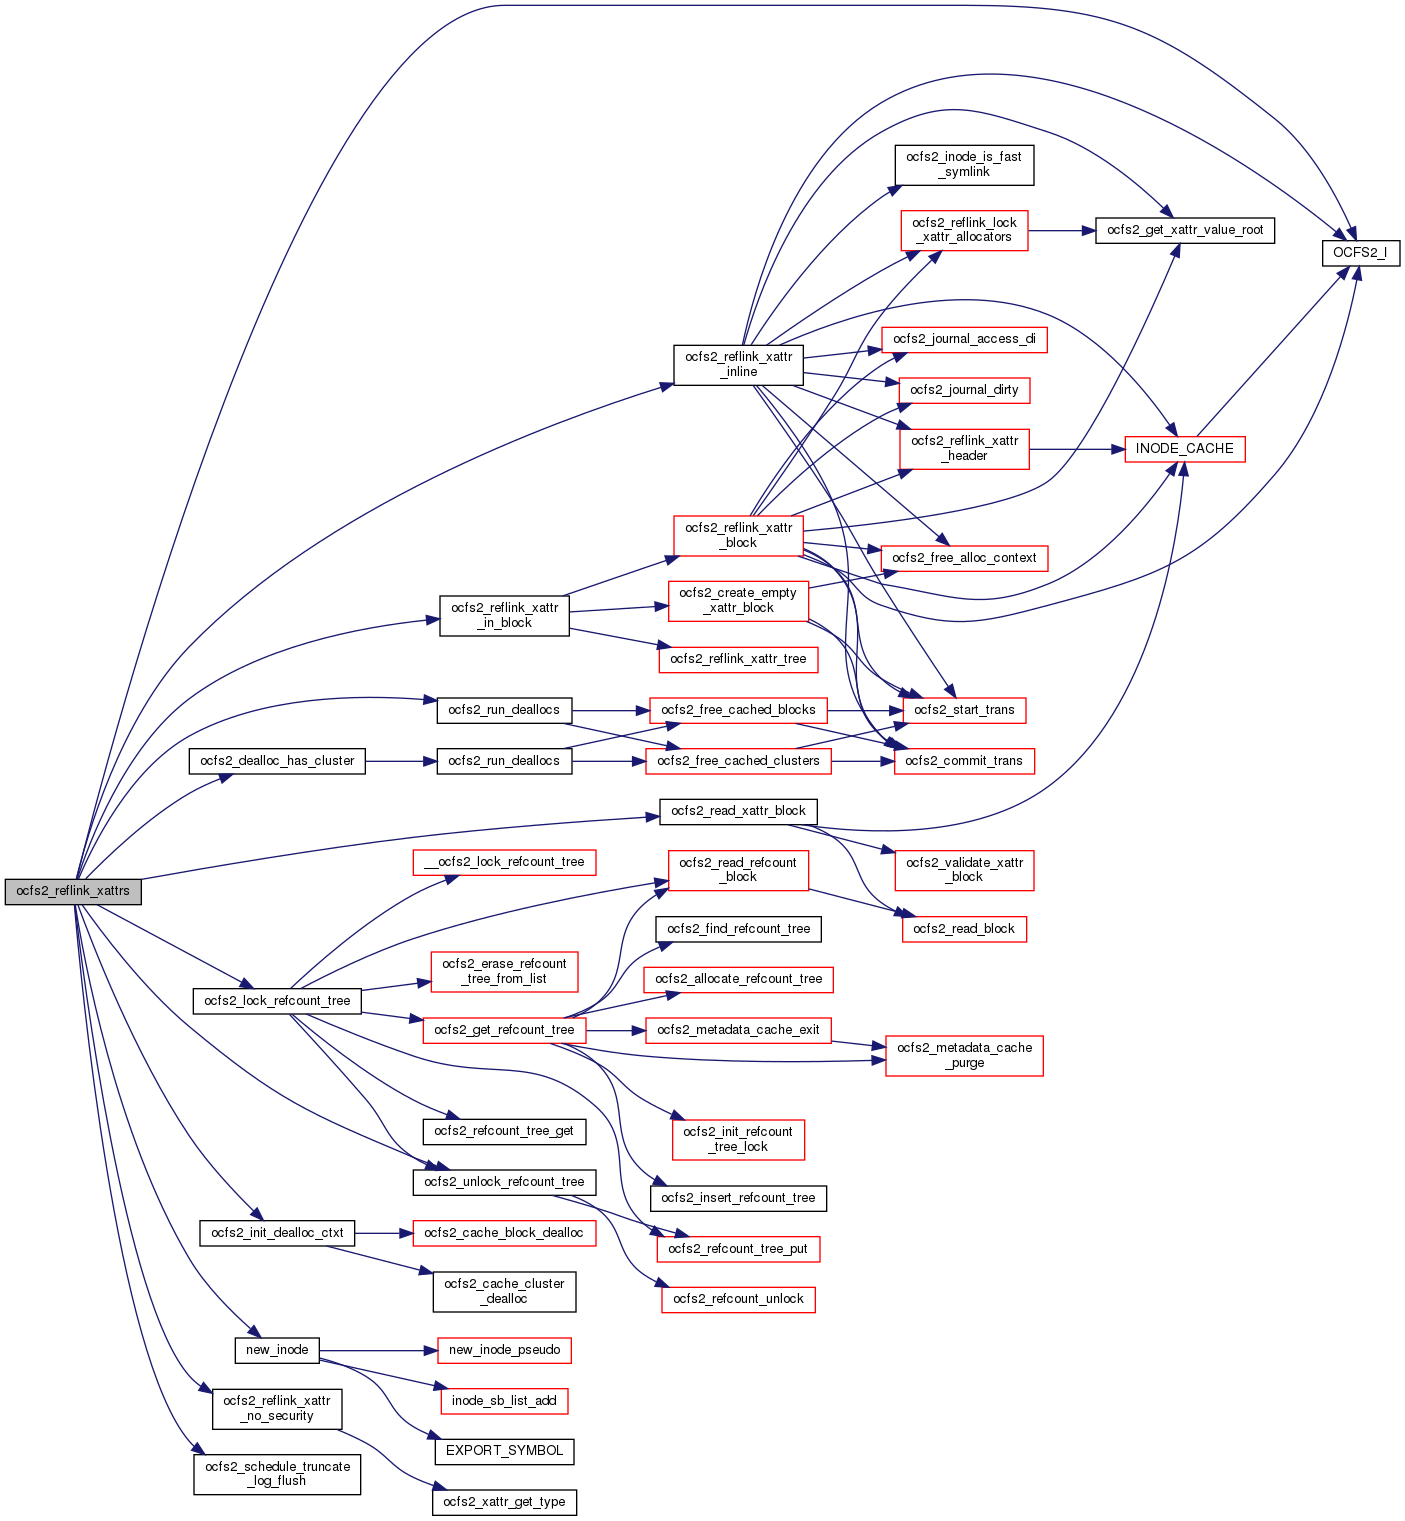 ocfs2_reflink_xattrs
ocfs2_dealloc_has_cluster
ocfs2_lock_refcount_tree
ocfs2_init_dealloc_ctxt
new_inode
ocfs2_reflink_xattr
_no_security
ocfs2_schedule_truncate
_log_flush
ocfs2_reflink_xattr
_in_block
ocfs2_run_deallocs
ocfs2_run_deallocs
__ocfs2_lock_refcount_tree
ocfs2_erase_refcount
_tree_from_list
ocfs2_get_refcount_tree
ocfs2_refcount_tree_get
ocfs2_unlock_refcount_tree
ocfs2_cache_block_dealloc
ocfs2_cache_cluster
_dealloc
new_inode_pseudo
inode_sb_list_add
EXPORT_SYMBOL
ocfs2_xattr_get_type
ocfs2_reflink_xattr
_inline
ocfs2_reflink_xattr
_block
ocfs2_create_empty
_xattr_block
ocfs2_reflink_xattr_tree
ocfs2_free_cached_blocks
ocfs2_free_cached_clusters
ocfs2_read_xattr_block
ocfs2_read_refcount
_block
ocfs2_find_refcount_tree
ocfs2_allocate_refcount_tree
ocfs2_metadata_cache_exit
ocfs2_init_refcount
_tree_lock
ocfs2_insert_refcount_tree
ocfs2_refcount_tree_put
ocfs2_refcount_unlock
ocfs2_inode_is_fast
_symlink
ocfs2_reflink_lock
_xattr_allocators
ocfs2_journal_access_di
ocfs2_journal_dirty
ocfs2_reflink_xattr
_header
ocfs2_free_alloc_context
ocfs2_start_trans
ocfs2_commit_trans
ocfs2_validate_xattr
_block
ocfs2_read_block
ocfs2_metadata_cache
_purge
ocfs2_get_xattr_value_root
INODE_CACHE
OCFS2_I